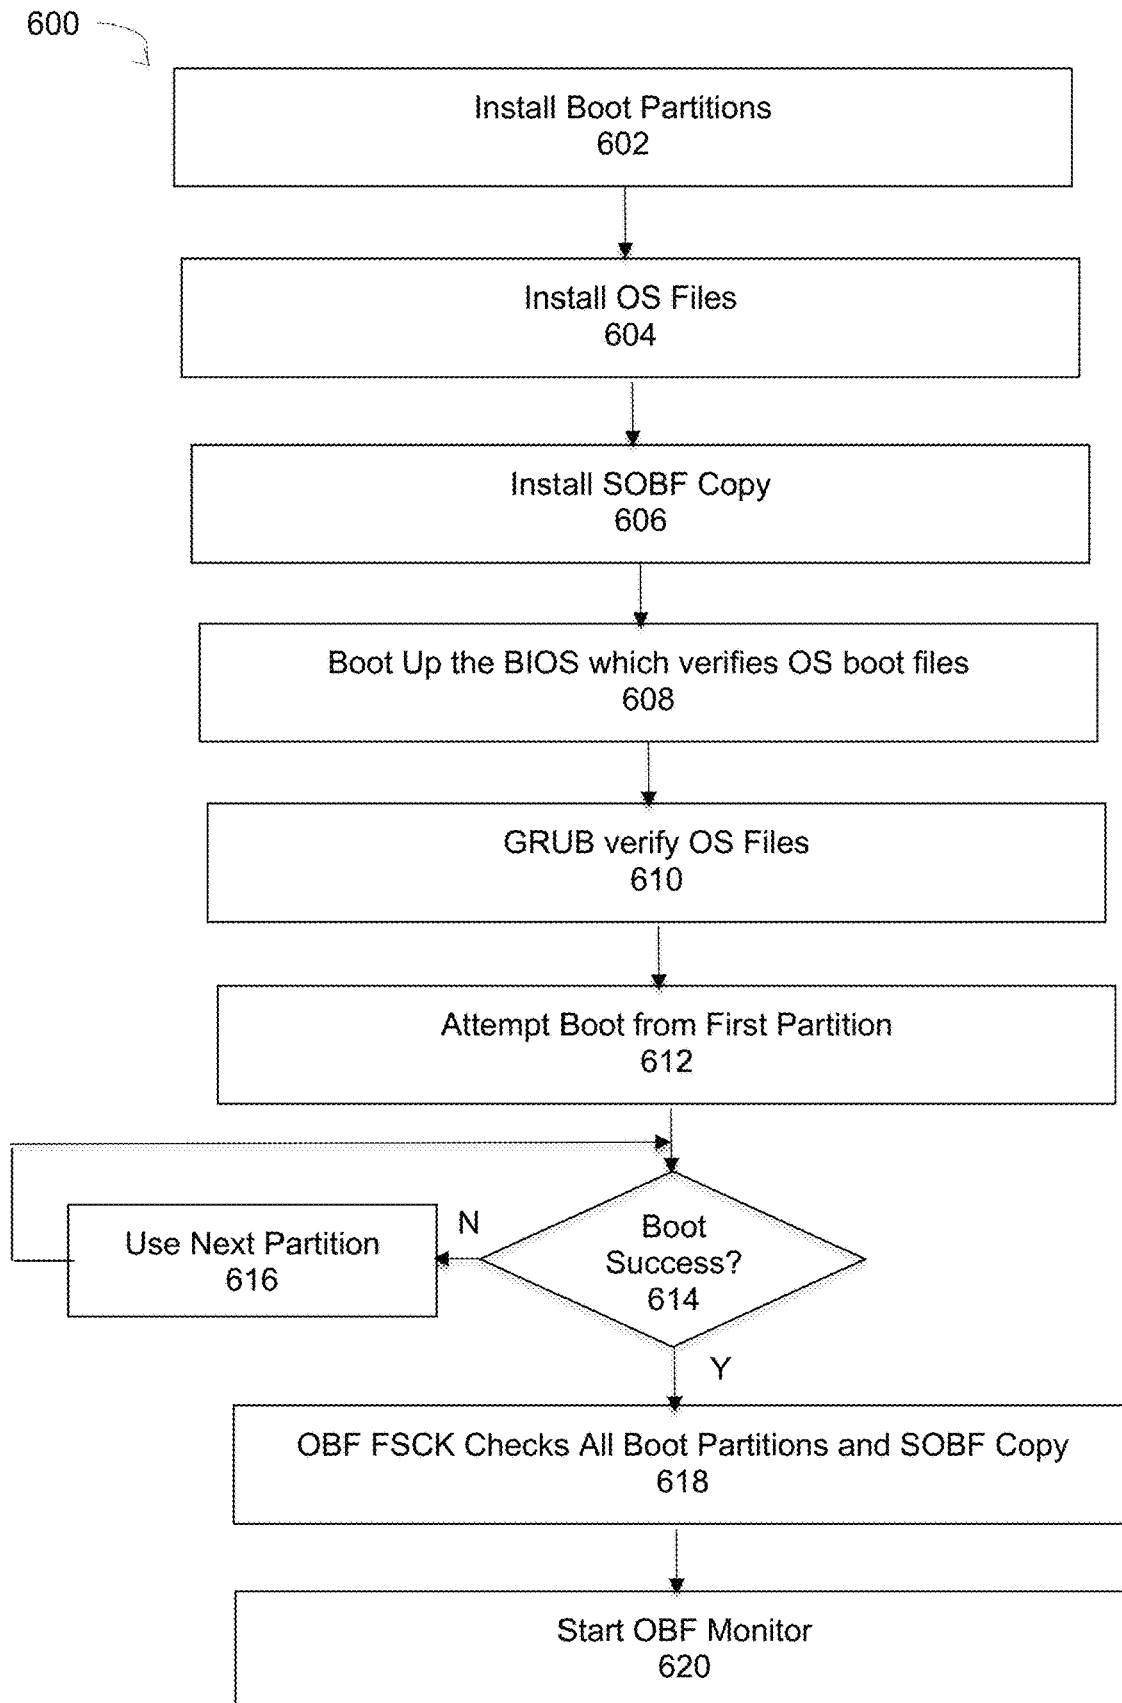 600
Install Boot Partitions
602
Install OS Files
604
Install SOBF Copy
606
Boot Up the BIOS which verifies OS boot files
608
GRUB verify OS Files
610
Attempt Boot from First Partition
612
Boot
Success?
614
N
Use Next Partition
616
Y
OBF FSCK Checks All Boot Partitions and SOBF Copy
618
Start OBF Monitor
620